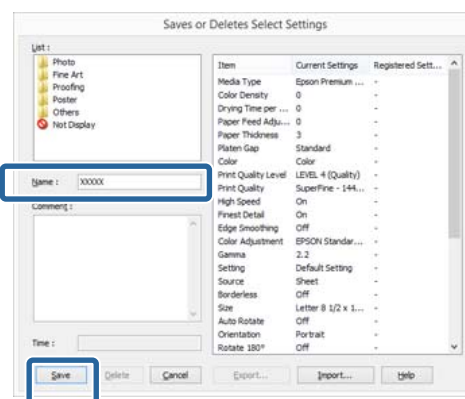 Saves or Deletes Select Settings
List :
Photo
Fine Art
Proofing
Poster
Others
Not Display
Name : XXXXX
Comment :
Time :
Item Current Settings Registered Sett...
Media Type Epson Premium ... -
Color Density 0 -
Drying Time per ... 0 -
Paper Feed Adju... 0 -
Paper Thickness 3 -
Platen Gap Standard -
Color Color -
Print Quality Level LEVEL 4 (Quality) -
Print Quality SuperFine - 144... -
High Speed On -
Finest Detail On -
Edge Smoothing Off -
Color Adjustment EPSON Standar... -
Gamma 2.2 -
Setting Default Setting -
Source Sheet -
Borderless Off -
Size Letter 8 1/2 x 1... -
Auto Rotate Off -
Orientation Portrait -
Rotate 180° Off -
Save Delete Cancel Export... Import... Help